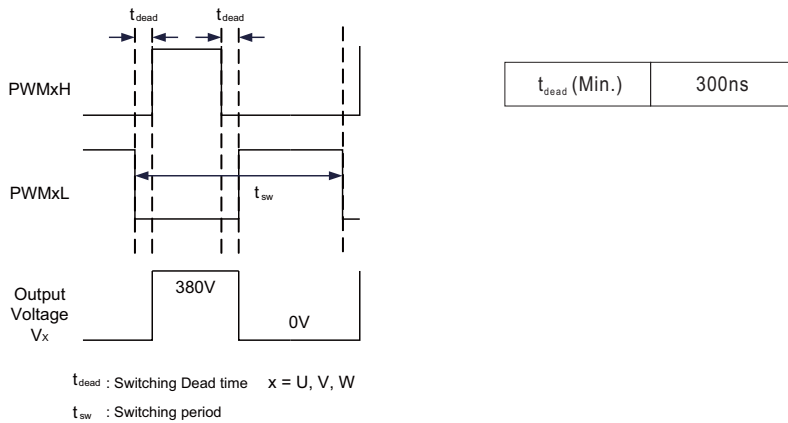 tdead tdead
PWMxH
tdead (Min.) 300ns
PWMxL
tsw
Output
Voltage
Vx
380V
0V
tdead : Switching Dead time x = U, V, W
tsw : Switching period